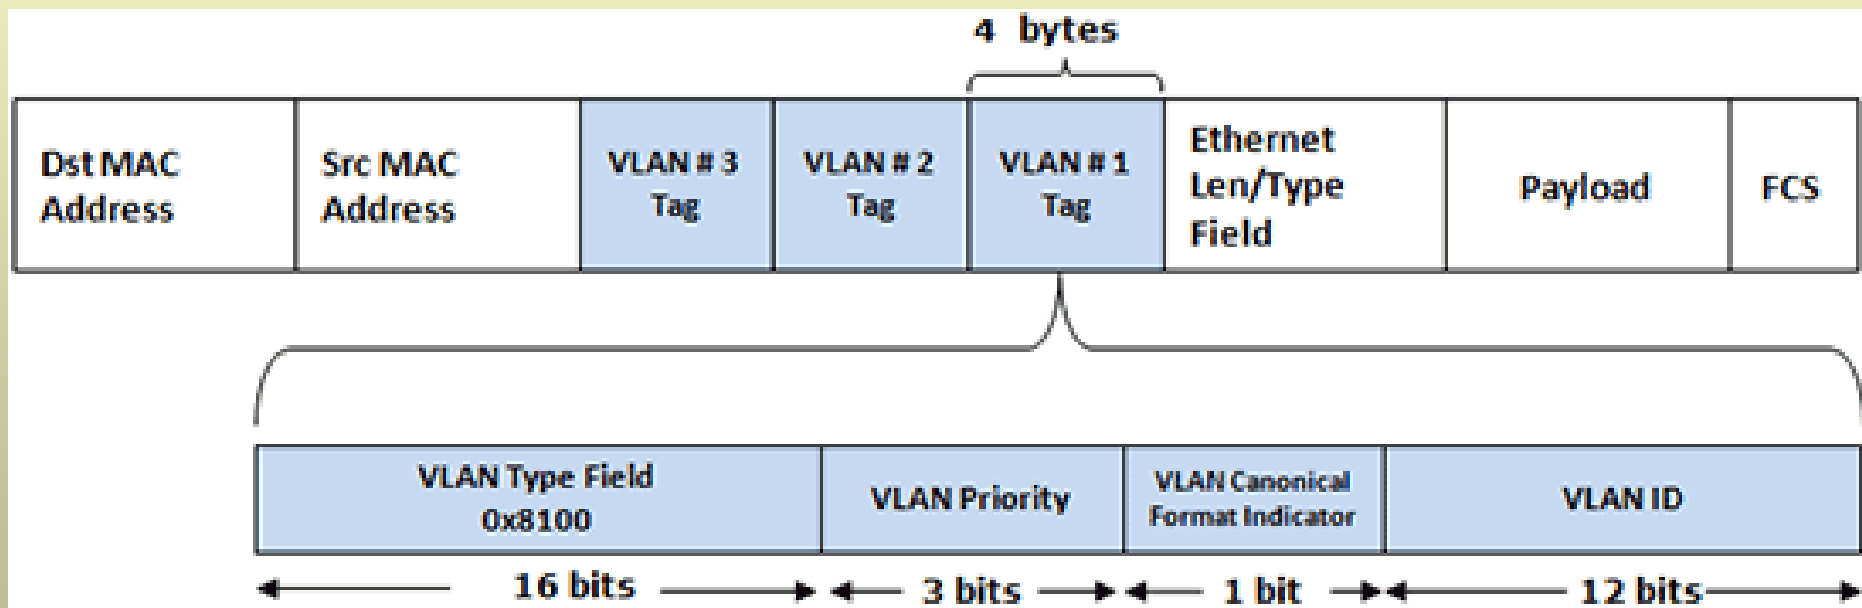 4 bytes
Dst MAC
Address
Src MAC
Address
VLAN # 3
Tag
VLAN # 2
Tag
VLAN # 1
Tag
Ethernet
Len/Type
Field
Payload
FCS
VLAN Type Field
0x8100
VLAN Priority
VLAN Canonical
Format Indicator
VLAN ID
16 bits
3 bits
1 bit
12 bits